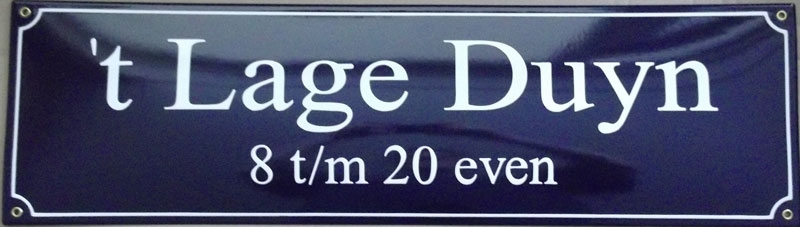 't Lage Duyn
8 t/m 20 even